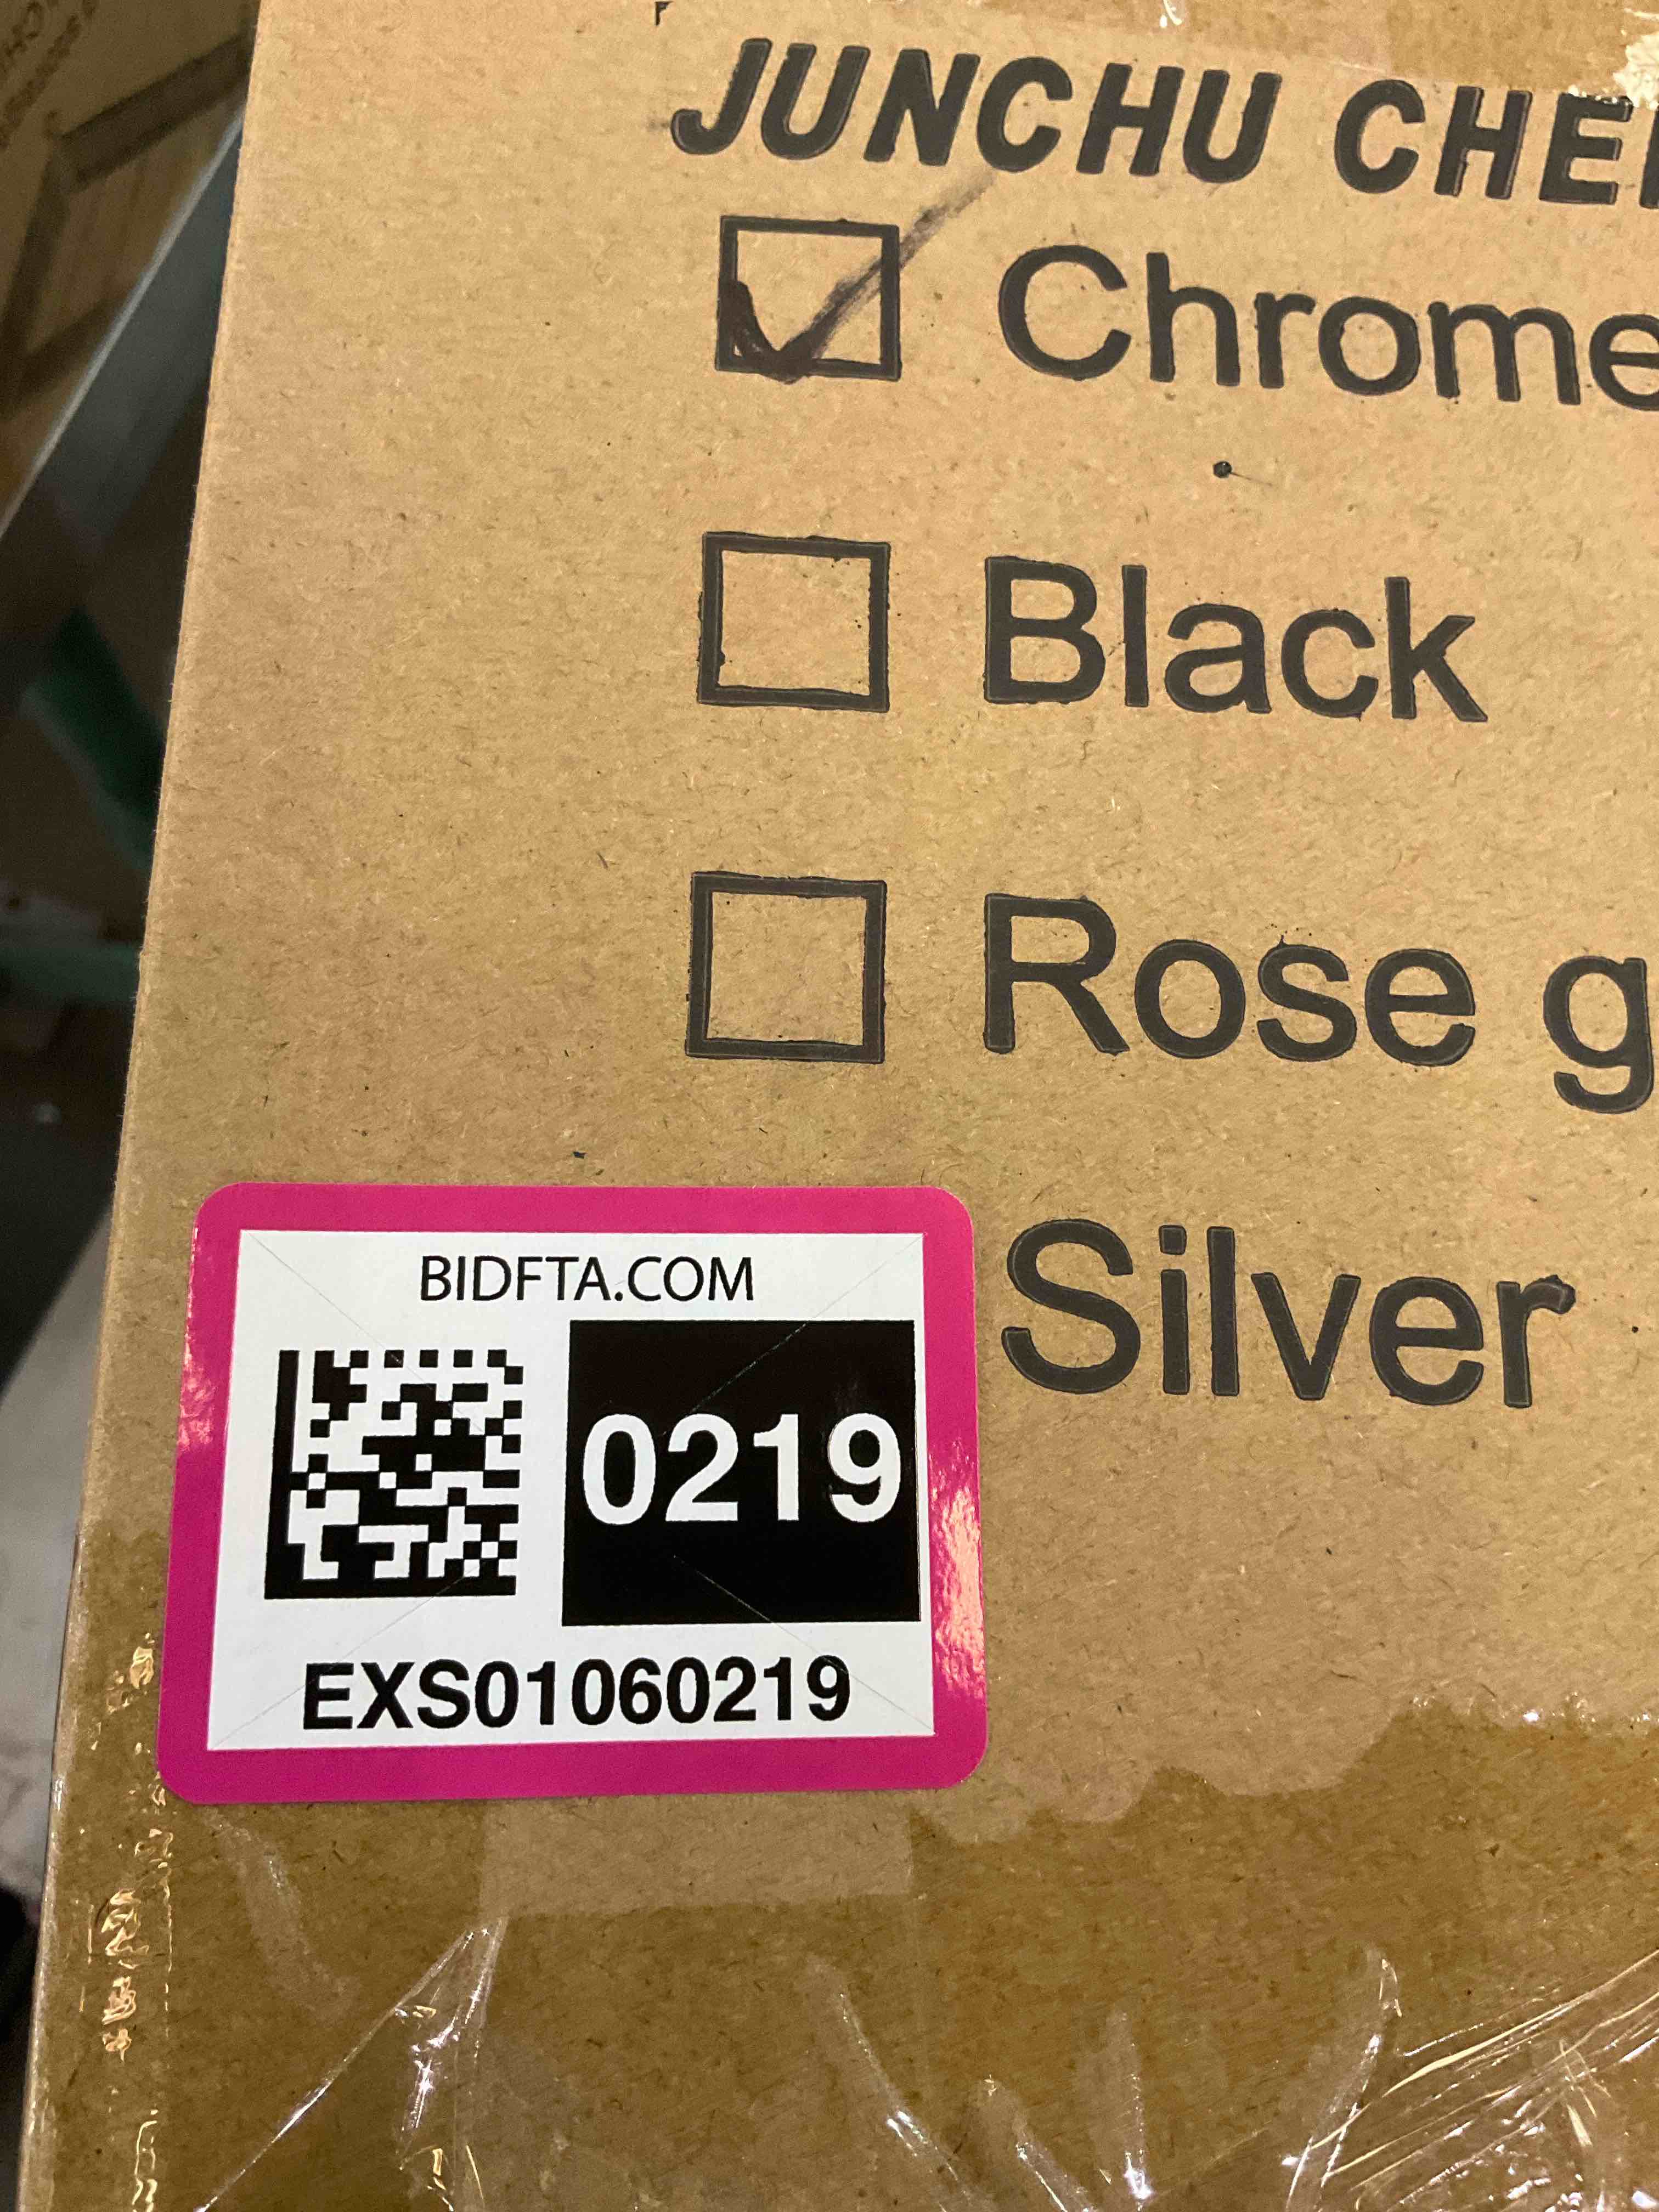 JUNCHU CHE
Chrome
Black
Rose g
Silver
BIDFTA.COM
0219
EXS01060219